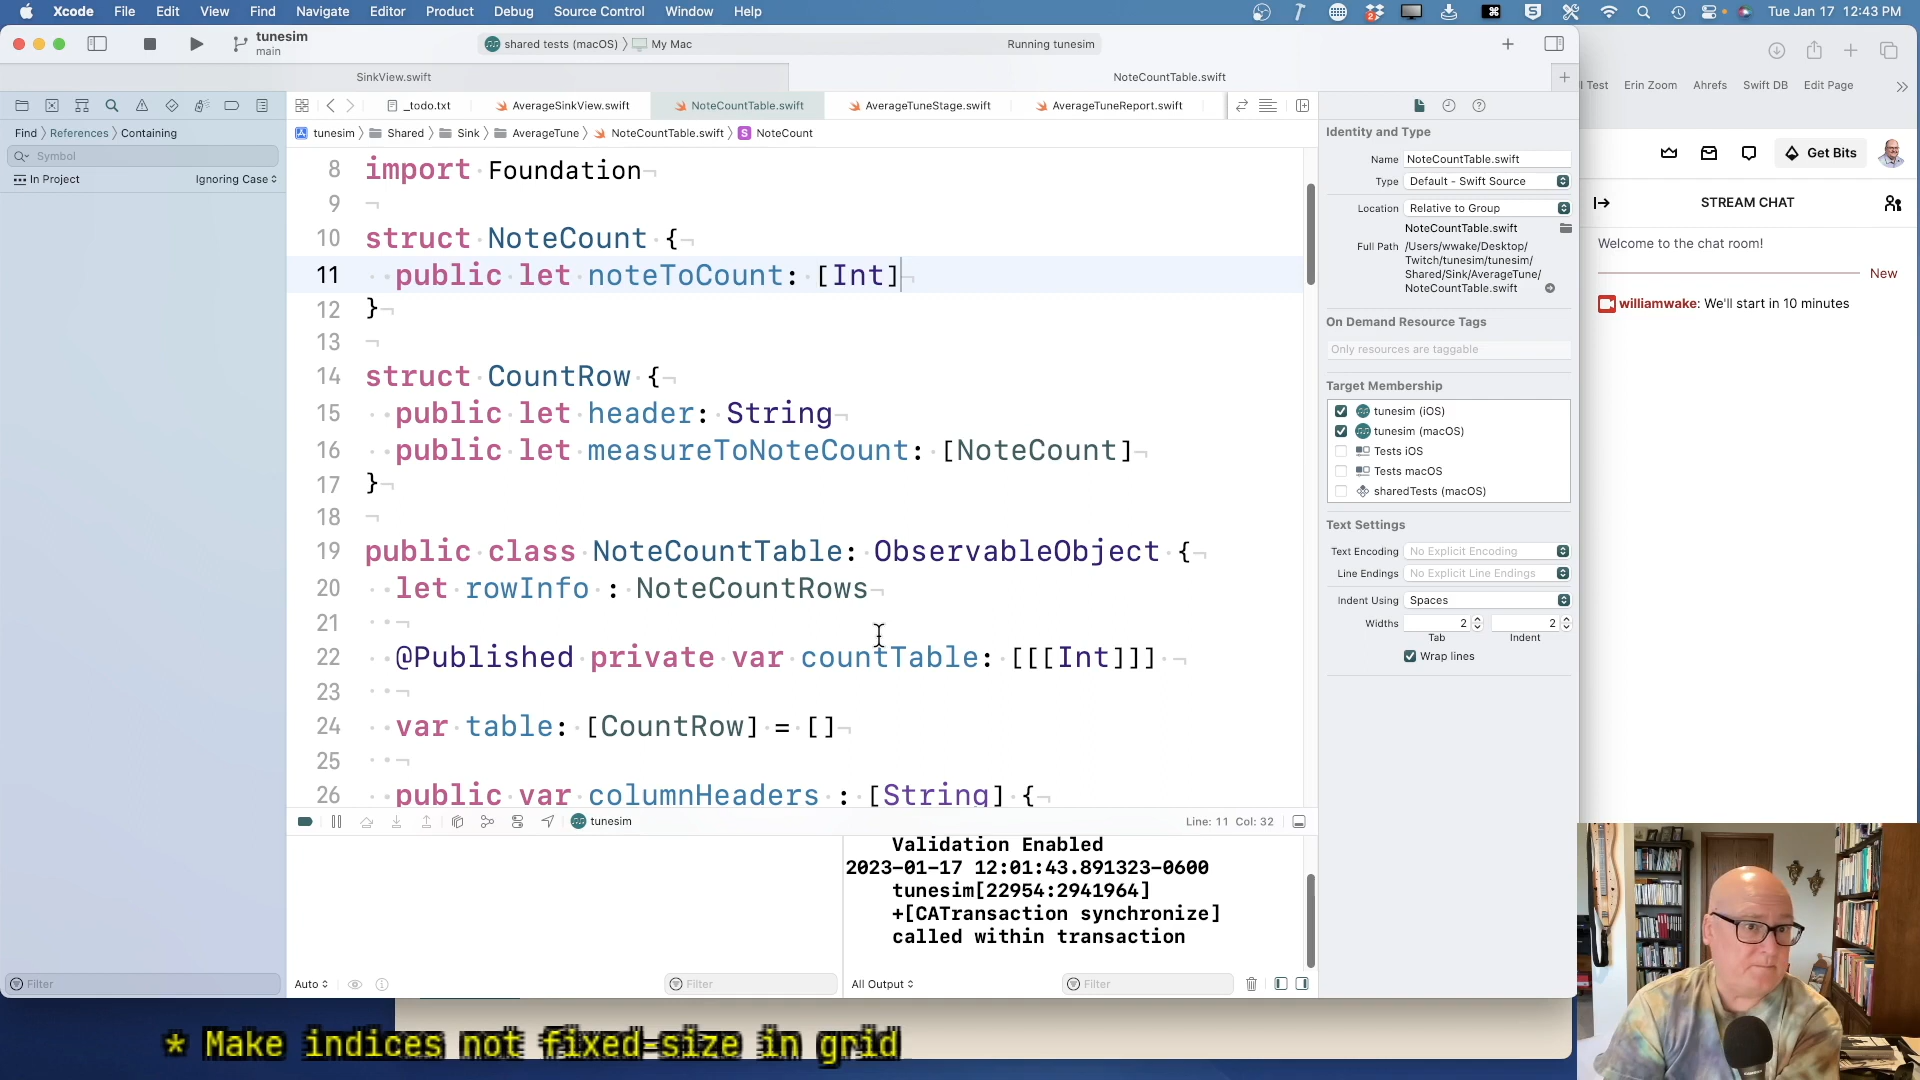 Xcode File Edit View Find Navigate Editor Product Debug Source Control Window Help
Tue Jan 17 12:43 PM
tunesim
main
shared tests (macOS) My Mac
Running tunesim
SinkView.swift
NoteCountTable.swift
_todo.txt
AverageSinkView.swift
NoteCountTable.swift
AverageTuneStage.swift
AverageTuneReport.swift
Find References Containing
Symbol
In Project
Ignoring Case
tunesim Shared Sink AverageTune NoteCountTable.swift S NoteCount
8 import Foundation
9
10 struct NoteCount {
11 public let noteToCount: [Int]
12 }
13
14 struct CountRow {
15 public let header: String
16 public let measureToNoteCount: [NoteCount]
17 }
18
19 public class NoteCountTable: ObservableObject {
20 let rowInfo : NoteCountRows
21
22 @Published private var countTable: [[[Int]]]
23
24 var table: [CountRow] = []
25
26 public var columnHeaders : [String] {
tunesim
Line: 11 Col: 32
Validation Enabled
2023-01-17 12:01:43.891323-0600
tunesim[22954:2941964]
+[CATransaction synchronize]
called within transaction
Filter
Auto
Filter
All Output
Filter
Identity and Type
Name NoteCountTable.swift
Type Default - Swift Source
Location Relative to Group
NoteCountTable.swift
Full Path /Users/wwake/Desktop/
Twitch/tunesim/tunesim/
Shared/Sink/AverageTune/
NoteCountTable.swift
On Demand Resource Tags
Only resources are taggable
Target Membership
tunesim (iOS)
tunesim (macOS)
Tests iOS
Tests macOS
sharedTests (macOS)
Text Settings
Text Encoding No Explicit Encoding
Line Endings No Explicit Line Endings
Indent Using Spaces
Widths 2 2
Tab Indent
Wrap lines
Test Erin Zoom Ahrefs Swift DB Edit Page
Get Bits
STREAM CHAT
Welcome to the chat room!
New
williamwake: We'll start in 10 minutes
* Make indices not fixed-size in grid